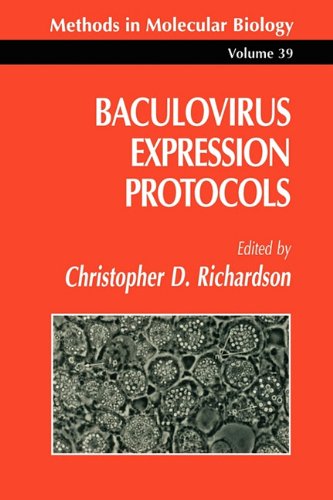 Methods in Molecular Biology
Volume 39
BACULOVIRUS
EXPRESSION
PROTOCOLS
Edited by
Christopher D. Richardson